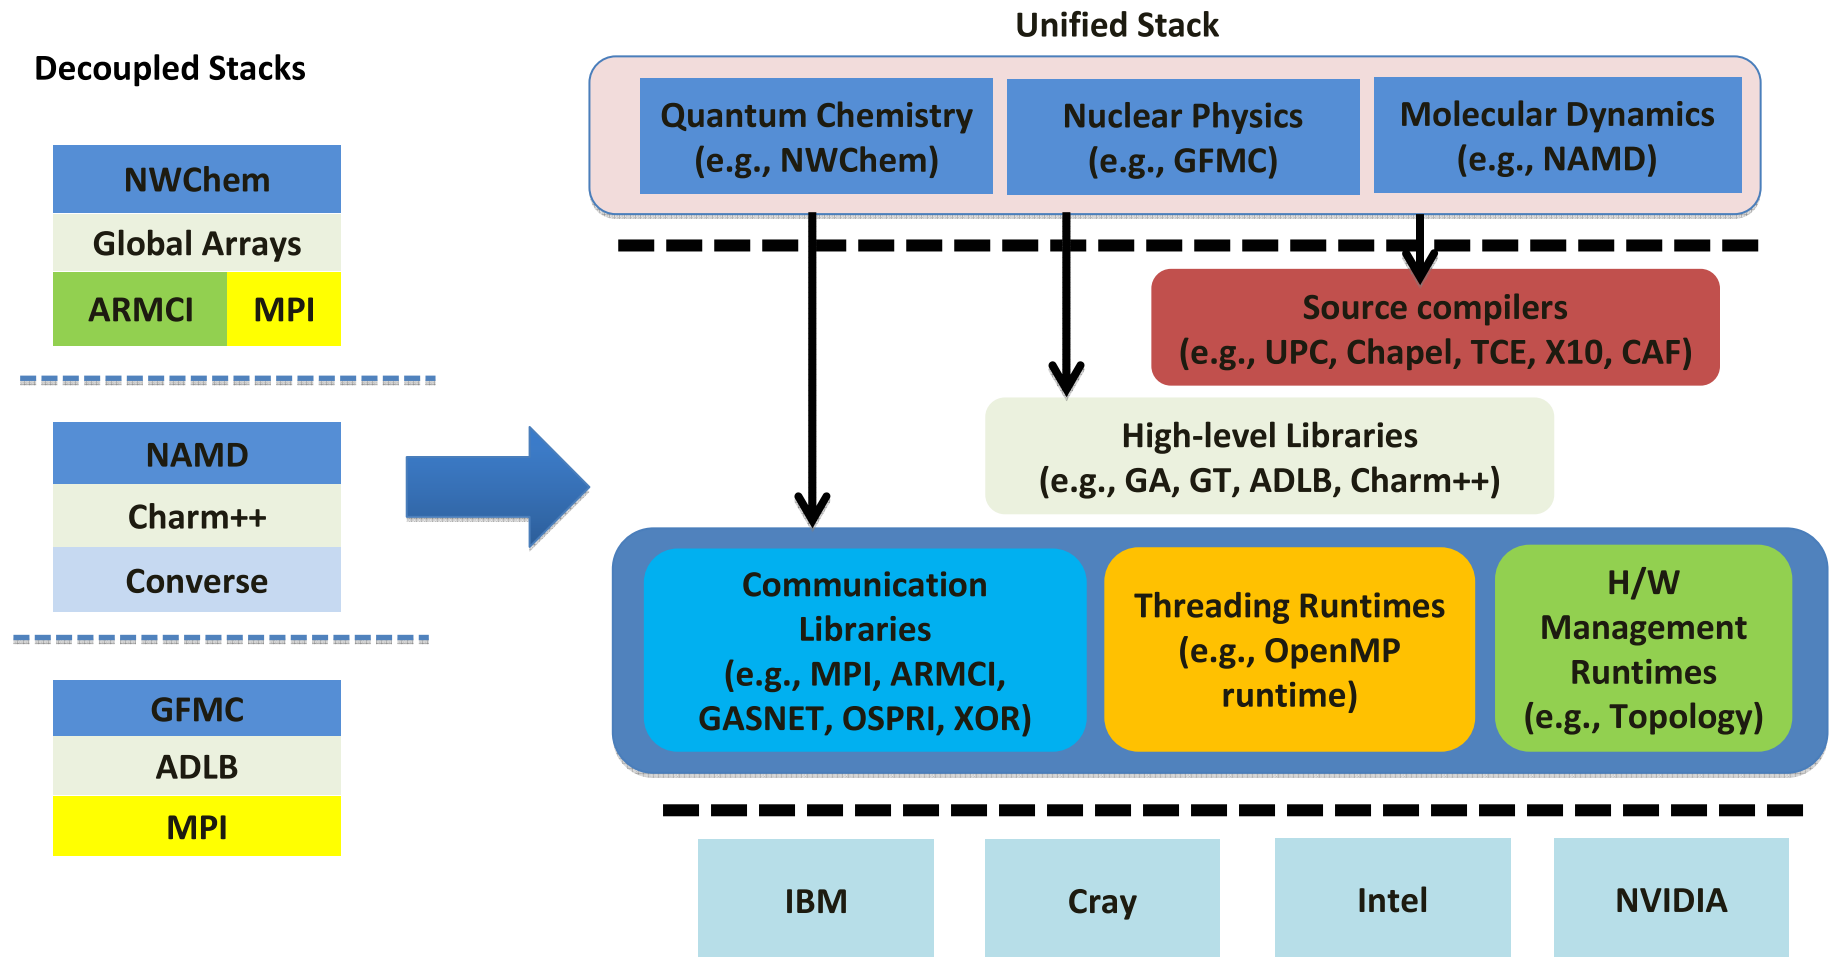 Decoupled Stacks
NWChem
Global Arrays
ARMCI
MPI
NAMD
Charm++
Converse
GFMC
ADLB
MPI
Unified Stack
Quantum Chemistry
(e.g., NWChem)
Nuclear Physics
(e.g., GFMC)
Molecular Dynamics
(e.g., NAMD)
Source compilers
(e.g., UPC, Chapel, TCE, X10, CAF)
High-level Libraries
(e.g., GA, GT, ADLB, Charm++)
Communication
Libraries
(e.g., MPI, ARMCI,
GASNET, OSPRI, XOR)
Threading Runtimes
(e.g., OpenMP
runtime)
H/W
Management
Runtimes
(e.g., Topology)
IBM
Cray
Intel
NVIDIA